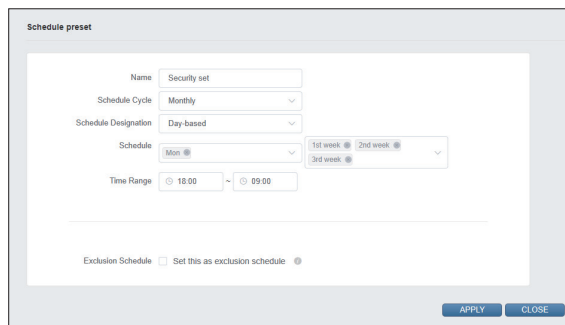 Schedule preset
Name Security set
Schedule Cycle Monthly
Schedule Designation Day-based
Schedule Mon 1st week 2nd week
3rd week
Time Range 18:00 ~ 09:00
Exclusion Schedule Set this as exclusion schedule
APPLY CLOSE